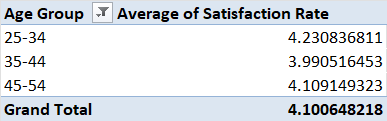 Age Group Average of Satisfaction Rate
25-34 4.230836811
35-44 3.990516453
45-54 4.109149323
Grand Total 4.100648218